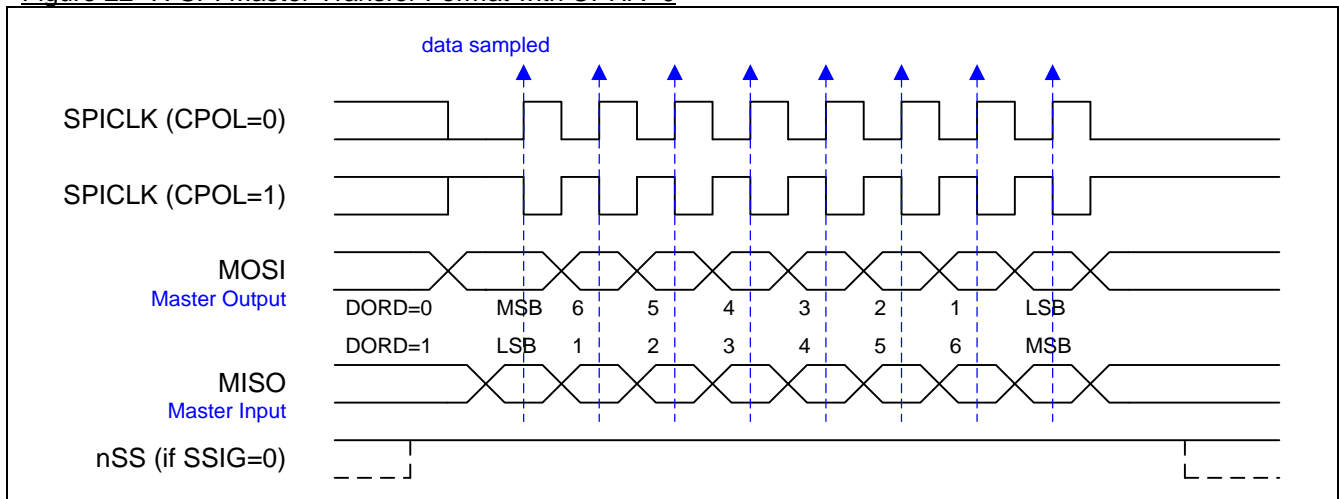 data sampled
SPICLK (CPOL=0)
SPICLK (CPOL=1)
MOSI
Master Output
DORD=0 MSB 6 5 4 3 2 1 LSB
DORD=1 LSB 1 2 3 4 5 6 MSB
MISO
Master Input
nSS (if SSIG=0)